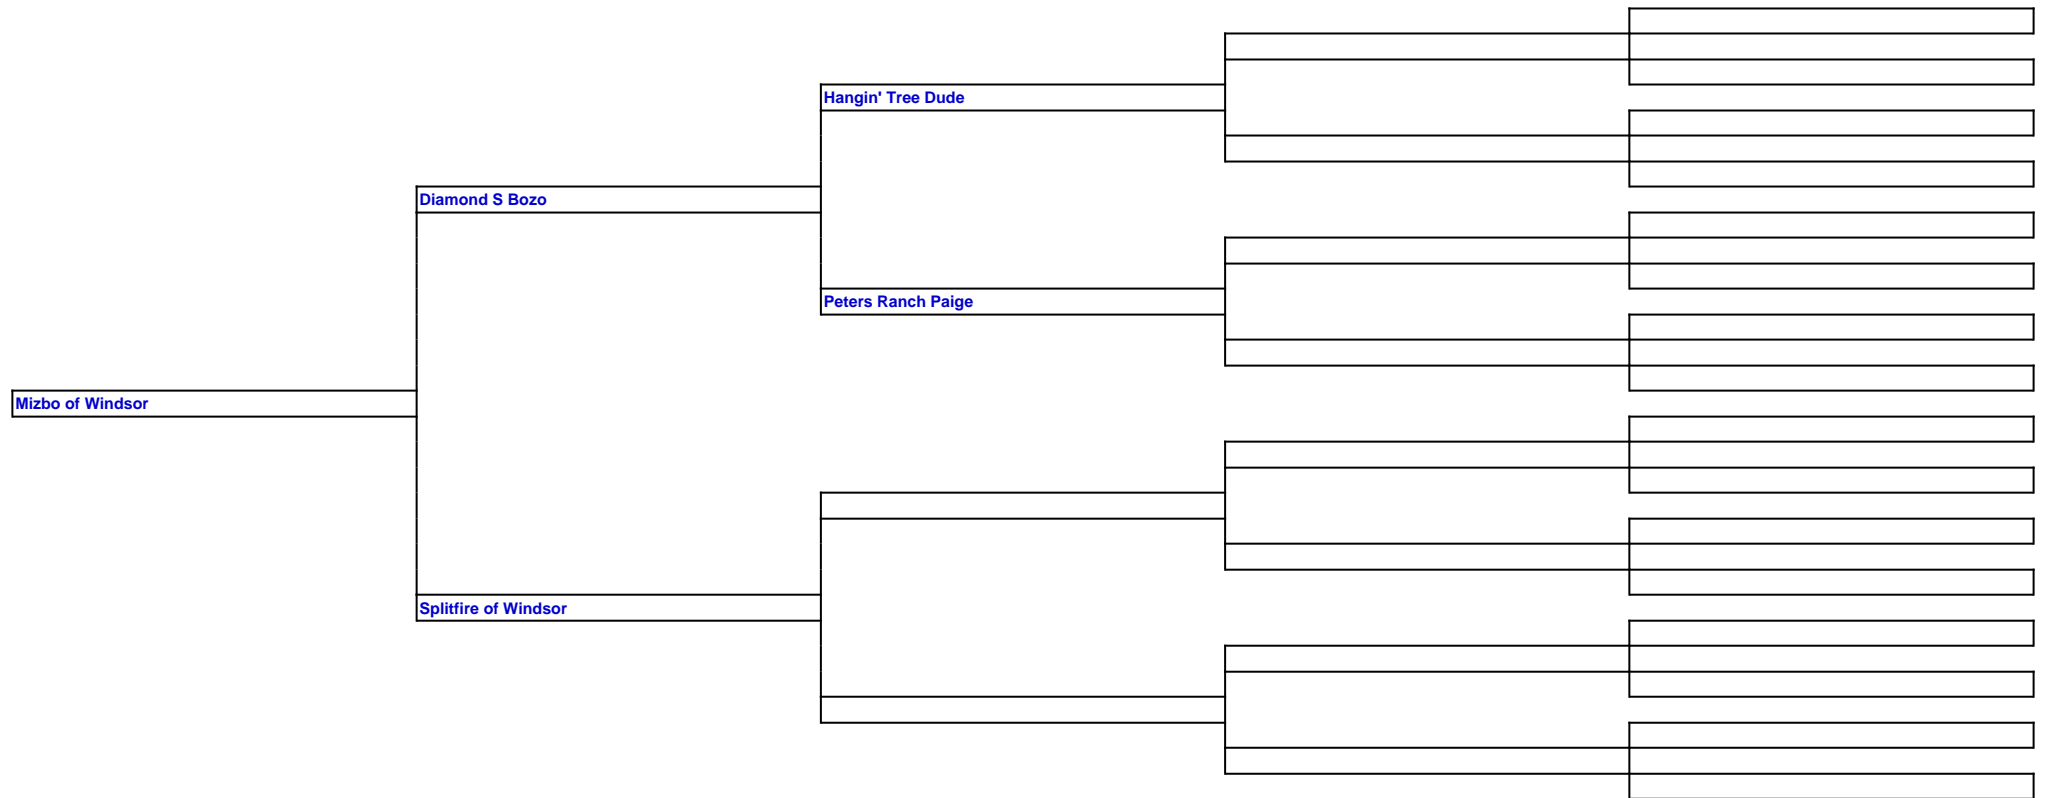 Hangin' Tree Dude
Diamond S Bozo
Peters Ranch Paige
Mizbo of Windsor
Splitfire of Windsor